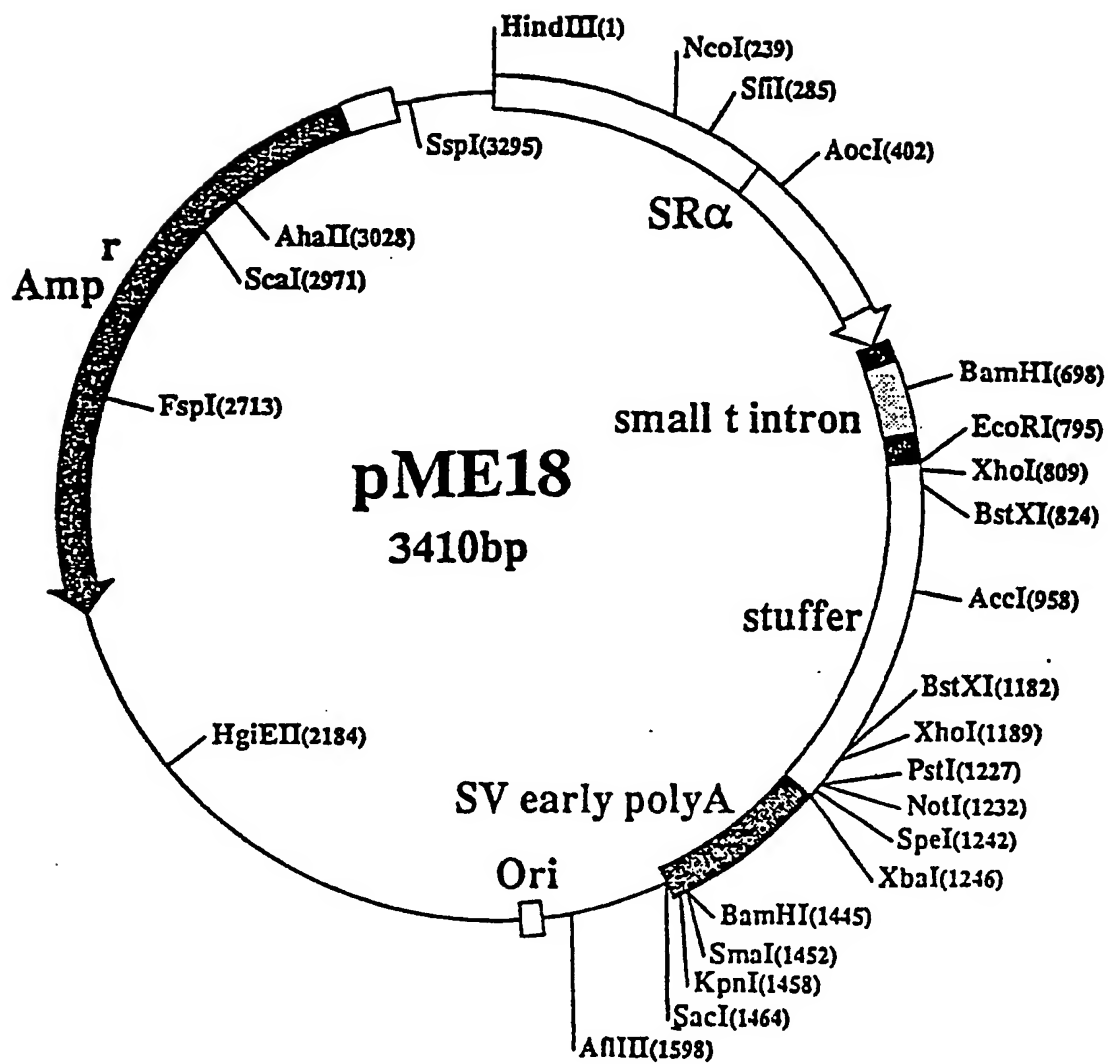 HindIII(1)
NcoI(239)
SfiI(285)
AocI(402)
SspI(3295)
SRα
AhaII(3028)
ScaI(2971)
Amp r
FspI(2713)
BamHI(698)
small t intron
EcoRI(795)
XhoI(809)
BstXI(824)
pME18
3410bp
AccI(958)
stuffer
BstXI(1182)
HgiEII(2184)
XhoI(1189)
PstI(1227)
SV early polyA
NotI(1232)
SpeI(1242)
XbaI(1246)
Ori
BamHI(1445)
SmaI(1452)
KpnI(1458)
SacI(1464)
AflIII(1598)